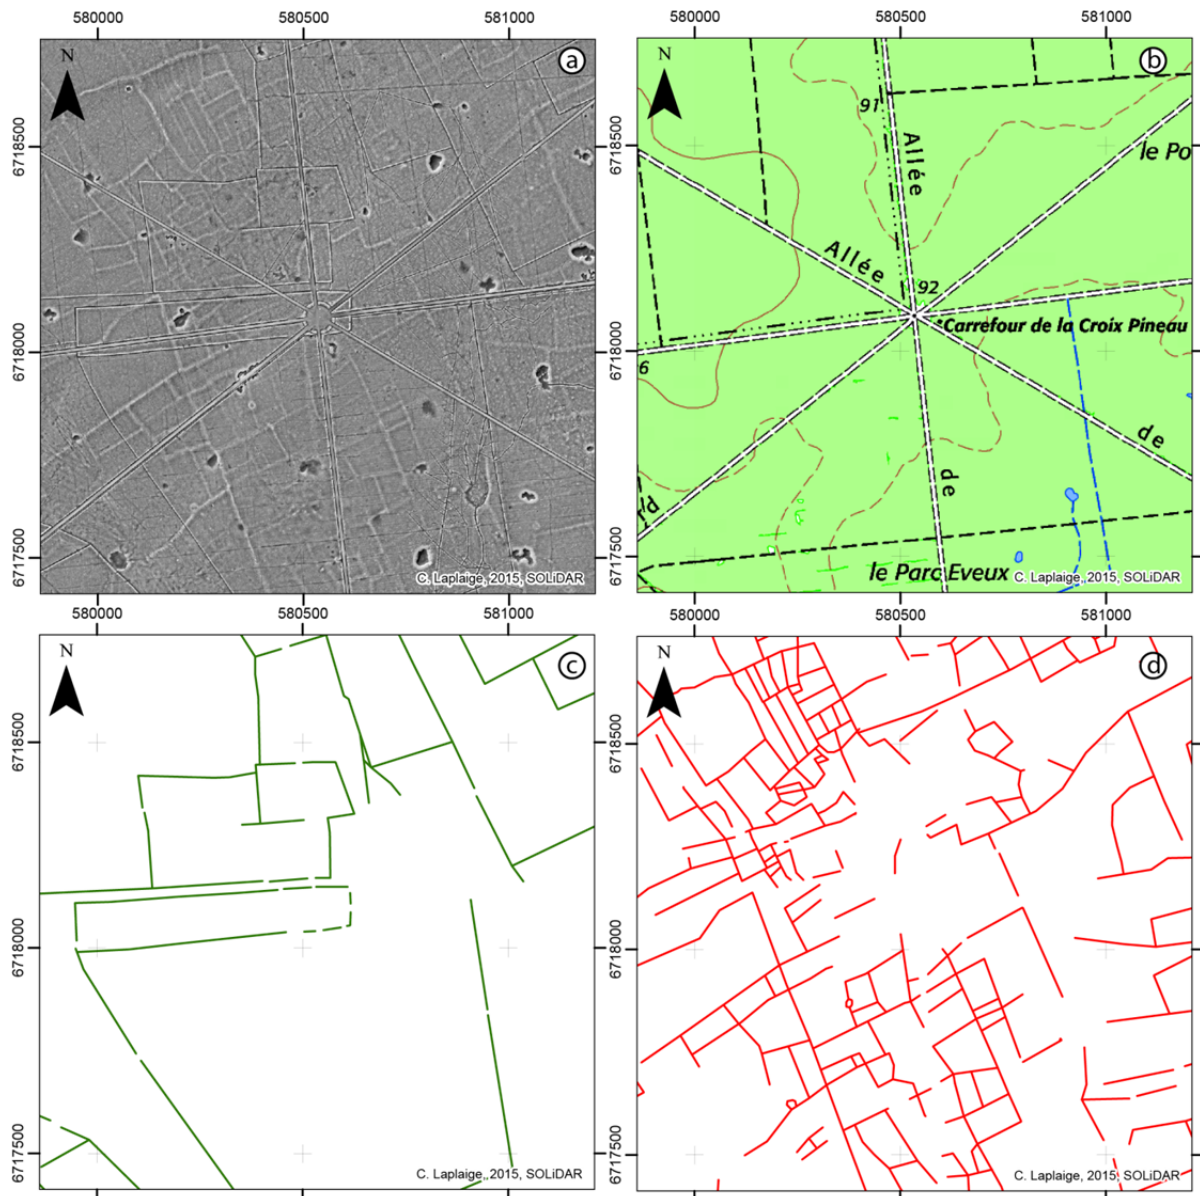 580000 580500 581000 580000 580500 581000
N a N b
6718500 6718500
6718000 6718000
6717500 6717500
91
Allée
le Po
Allée
92
Carrefour de la Croix Pineau
6
de
de
rd
le Parc Eveux
C. Laplaige,, 2015, SOLiDAR C. Laplaige,, 2015, SOLiDAR
580000 580500 581000 580000 580500 581000
N c N d
6718500 6718500
6718000 6718000
6717500 6717500
C. Laplaige,, 2015, SOLiDAR C. Laplaige,, 2015, SOLiDAR